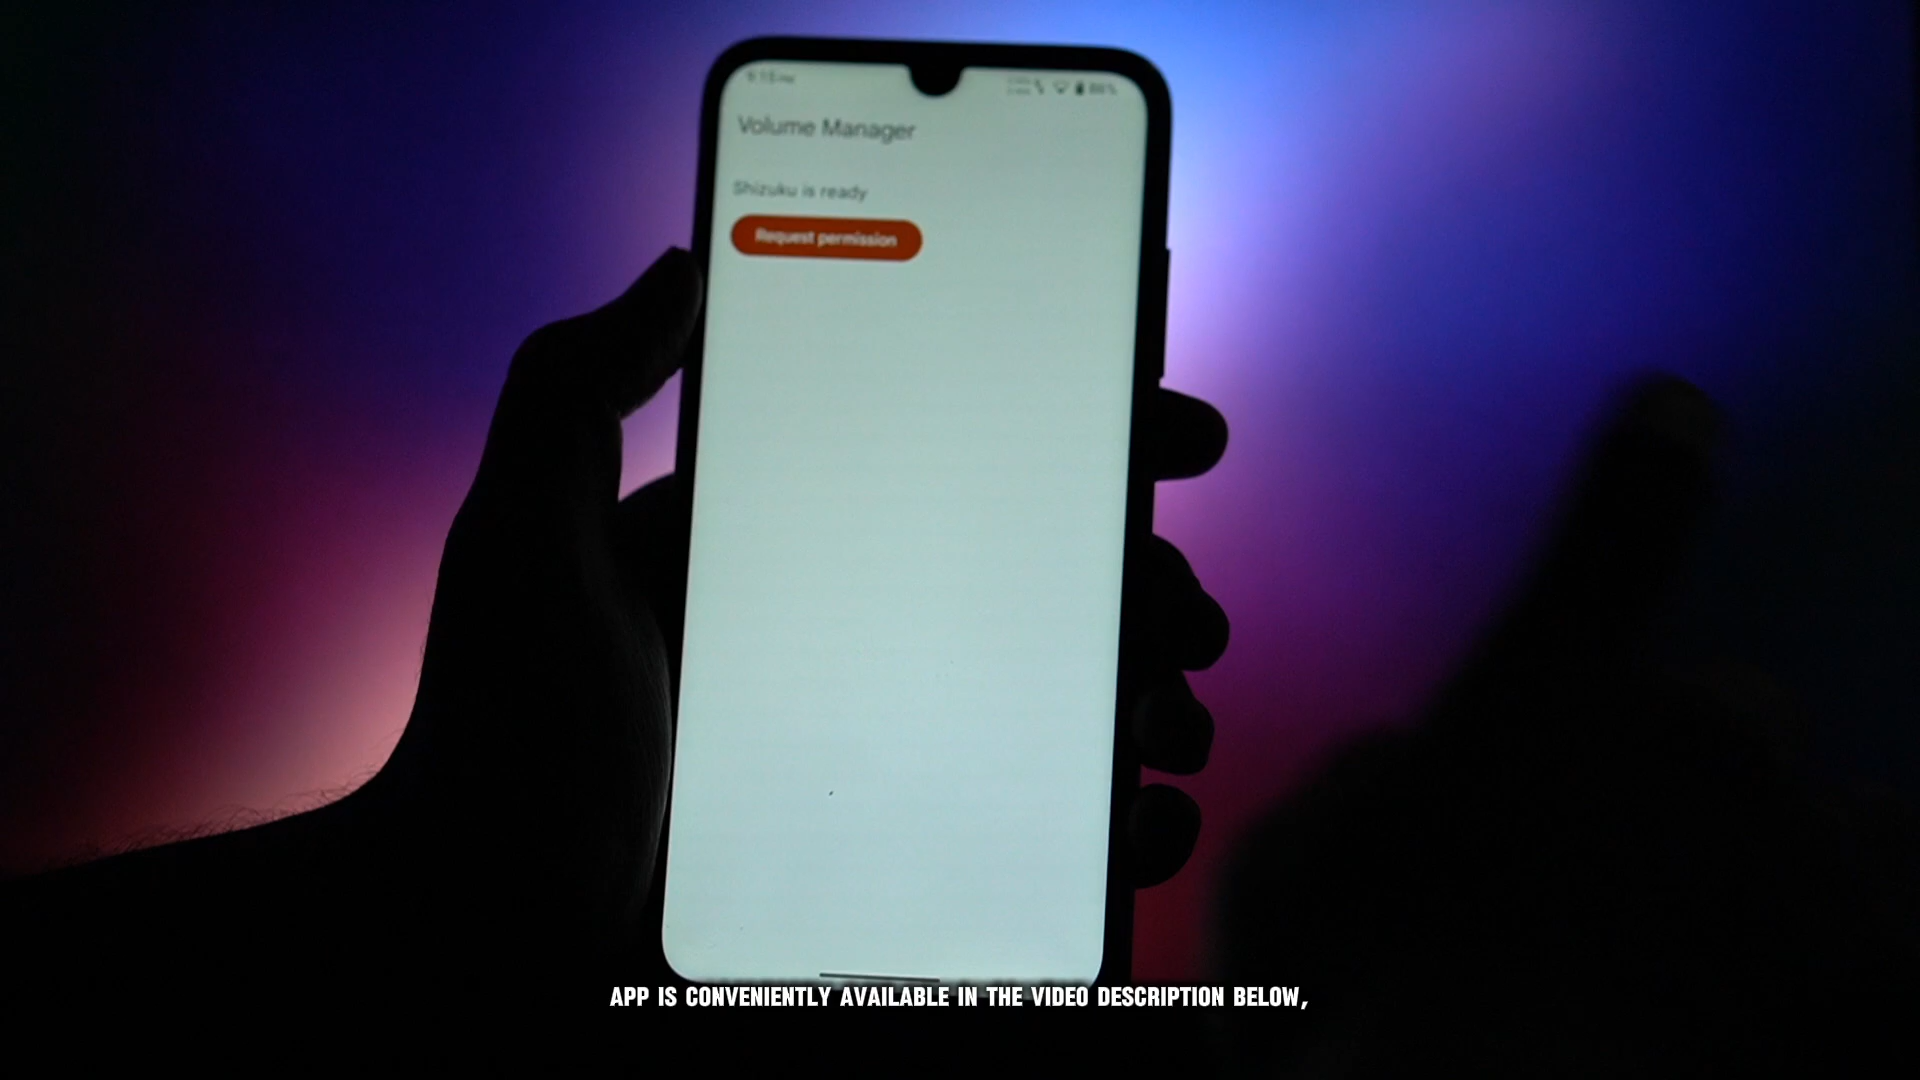 Volume Manager
Shizuku is ready
Request permission
APP IS CONVENIENTLY AVAILABLE IN THE VIDEO DESCRIPTION BELOW,